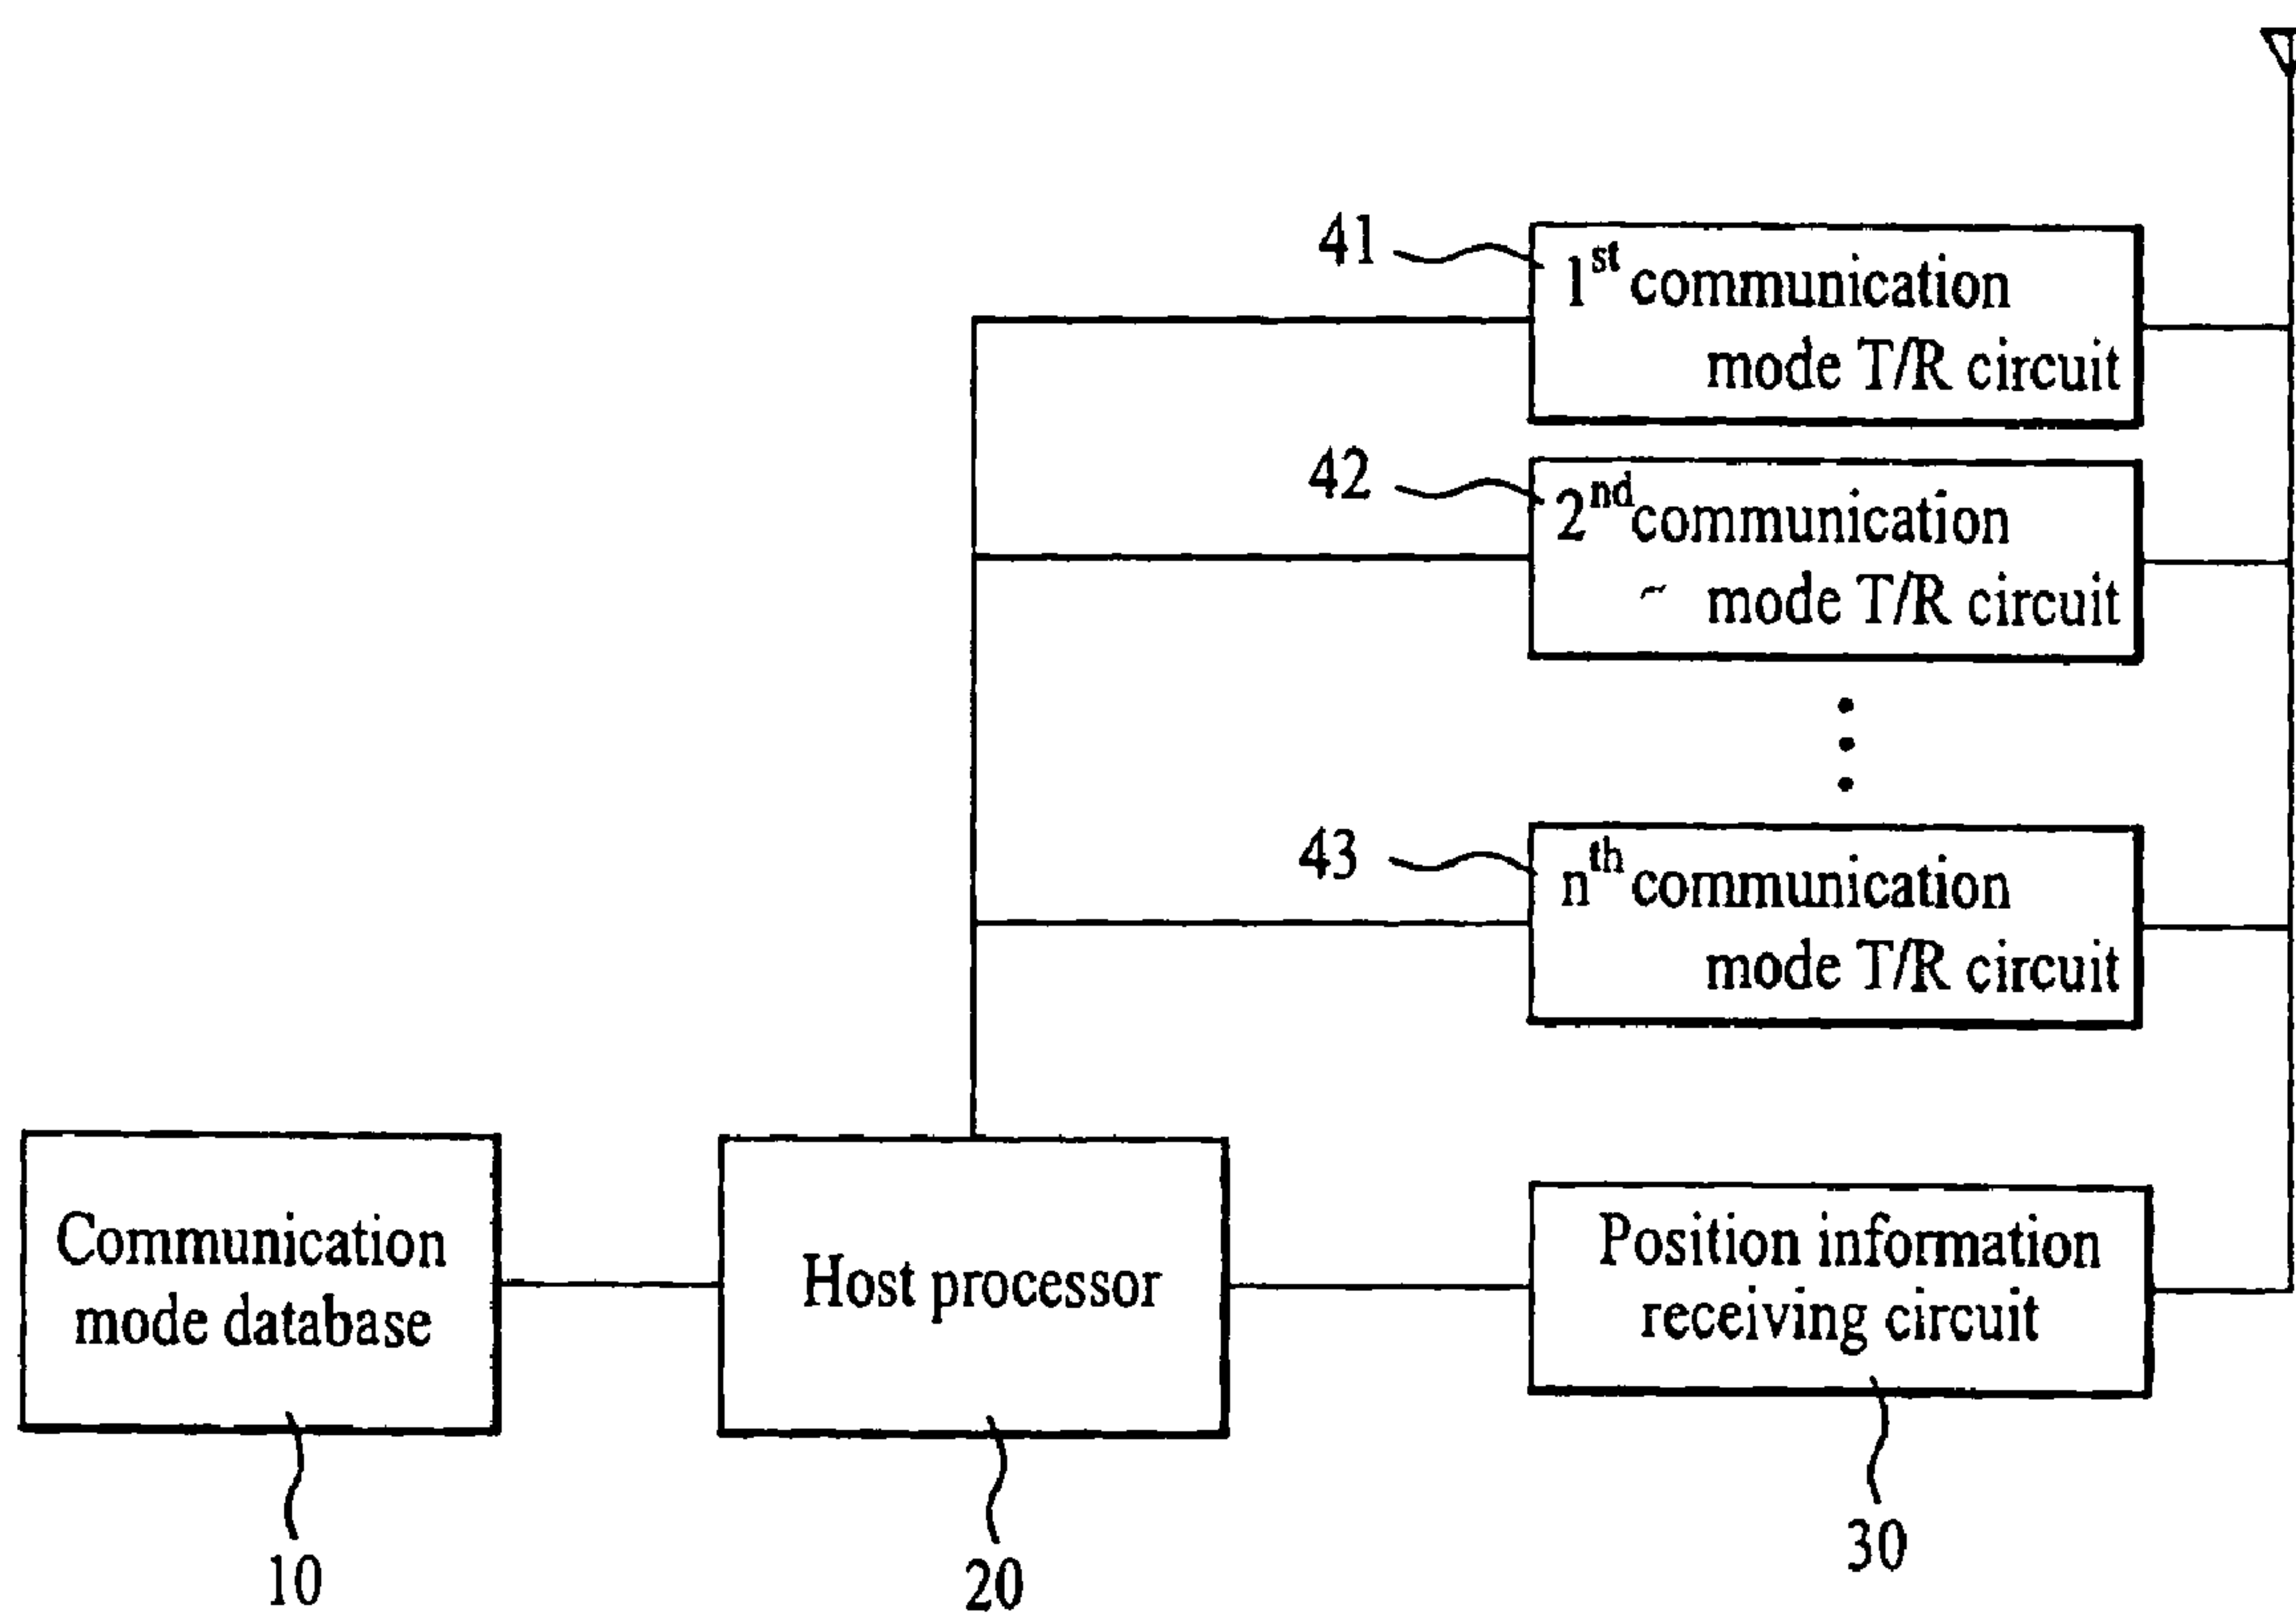 41
1st communication
mode T/R circuit
42
2nd communication
mode T/R circuit
43
nth communication
mode T/R circuit
Communication
mode database
Host processor
Position information
receiving circuit
10
20
30